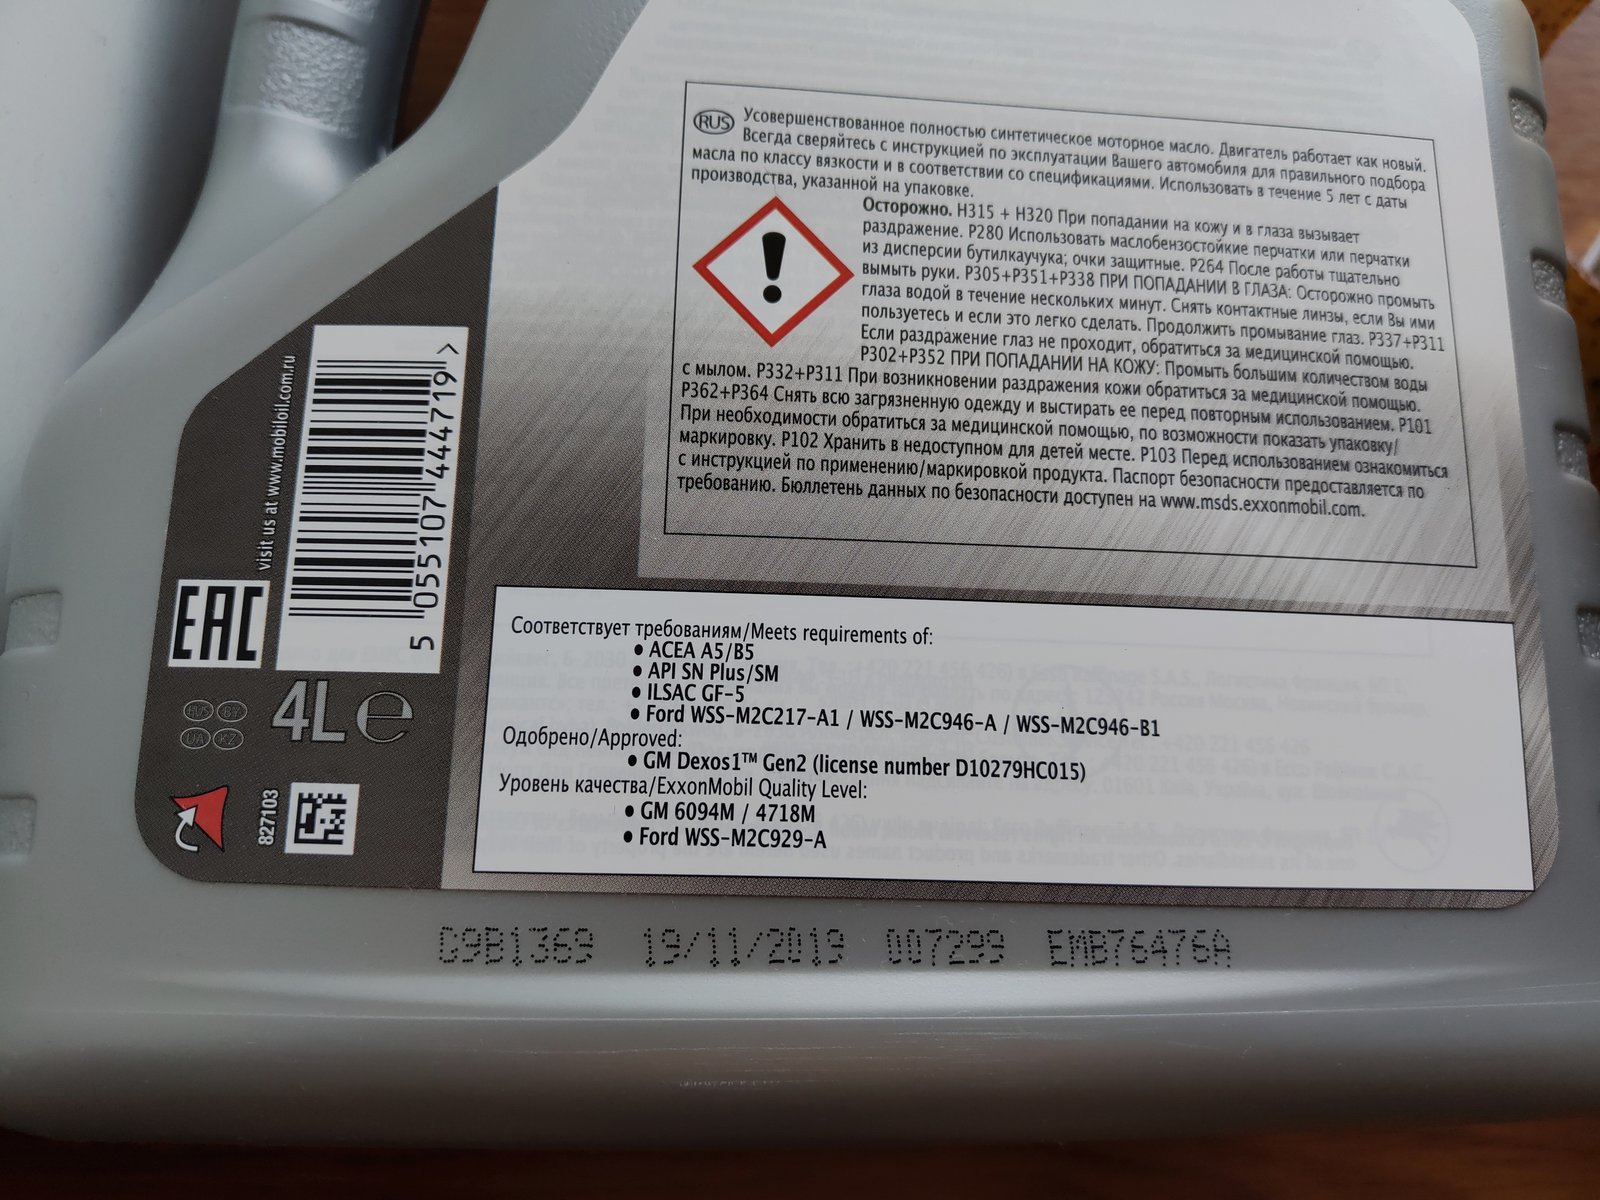 RUS Усовершенствованное полностью синтетическое моторное масло. Двигатель работает как новый.
Всегда сверяйтесь с инструкцией по эксплуатации Вашего автомобиля для правильного подбора
масла по классу вязкости и в соответствии со спецификациями. Использовать в течение 5 лет с даты
производства, указанной на упаковке.
Осторожно. H315 + H320 При попадании на кожу и в глаза вызывает
раздражение. P280 Использовать маслобензостойкие перчатки или перчатки
из дисперсии бутилкаучука; очки защитные. P264 После работы тщательно
вымыть руки. P305+P351+P338 ПРИ ПОПАДАНИИ В ГЛАЗА: Осторожно промыть
глаза водой в течение нескольких минут. Снять контактные линзы, если Вы ими
пользуетесь и если это легко сделать. Продолжить промывание глаз. P337+P311
Если раздражение глаз не проходит, обратиться за медицинской помощью.
P302+P352 ПРИ ПОПАДАНИИ НА КОЖУ: Промыть большим количеством воды
с мылом. P332+P311 При возникновении раздражения кожи обратиться за медицинской помощью.
P362+P364 Снять всю загрязненную одежду и выстирать ее перед повторным использованием. P101
При необходимости обратиться за медицинской помощью, по возможности показать упаковку/
маркировку. P102 Хранить в недоступном для детей месте. P103 Перед использованием ознакомиться
с инструкцией по применению/маркировкой продукта. Паспорт безопасности предоставляется по
требованию. Бюллетень данных по безопасности доступен на www.msds.exxonmobil.com.
visit us at www.mobiloil.com.ru
5 055107 444719 >
EAC
RUS BY
UA KZ
4L e
827103
Соответствует требованиям/Meets requirements of:
• ACEA A5/B5
• API SN Plus/SM
• ILSAC GF-5
• Ford WSS-M2C217-A1 / WSS-M2C946-A / WSS-M2C946-B1
Одобрено/Approved:
• GM Dexos1™ Gen2 (license number D10279HC015)
Уровень качества/ExxonMobil Quality Level:
• GM 6094M / 4718M
• Ford WSS-M2C929-A
G9B1369 19/11/2019 007299 EMB76476A